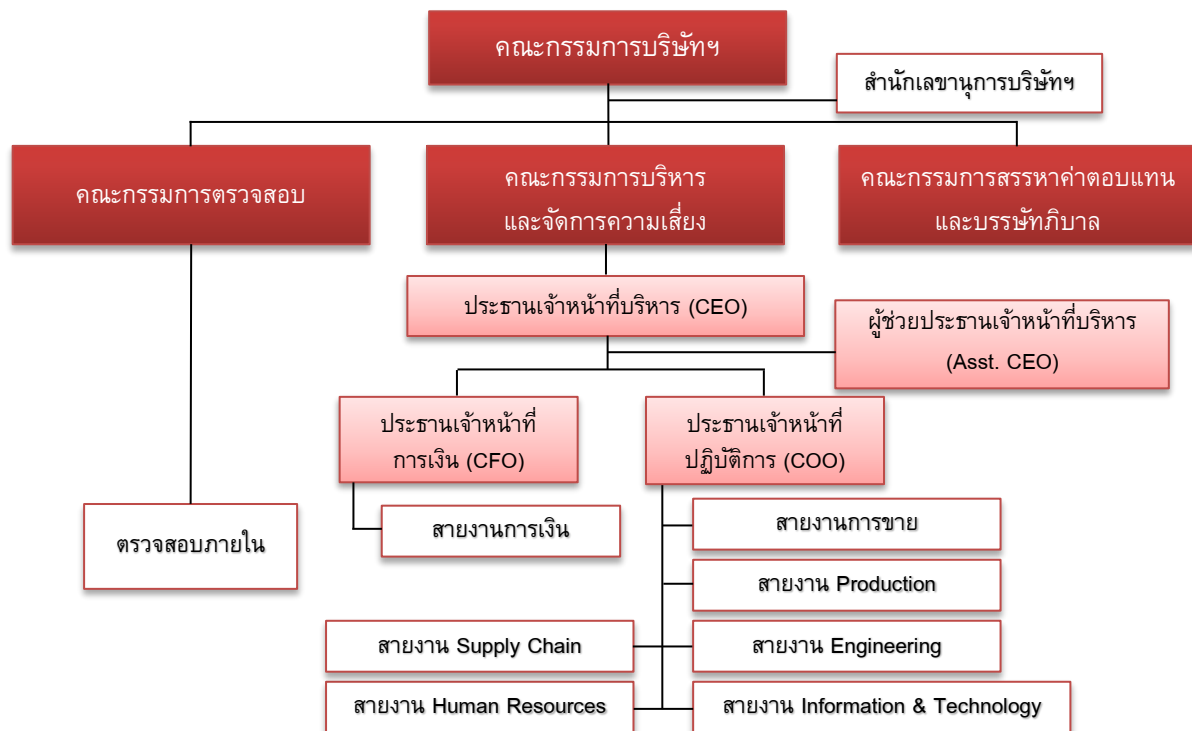 คณะกรรมการบริษัทฯ
สำนักเลขานุการบริษัทฯ
คณะกรรมการตรวจสอบ
คณะกรรมการบริหาร
และจัดการความเสี่ยง
คณะกรรมการสรรหาค่าตอบแทน
และบรรษัทภิบาล
ประธานเจ้าหน้าที่บริหาร (CEO)
ผู้ช่วยประธานเจ้าหน้าที่บริหาร
(Asst. CEO)
ประธานเจ้าหน้าที่
การเงิน (CFO)
ประธานเจ้าหน้าที่
ปฏิบัติการ (COO)
ตรวจสอบภายใน
สายงานการเงิน
สายงานการขาย
สายงาน Production
สายงาน Supply Chain
สายงาน Engineering
สายงาน Human Resources
สายงาน Information & Technology